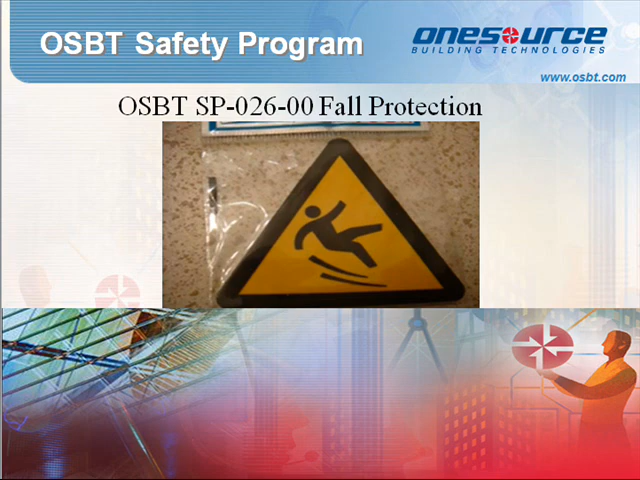 OSBT Safety Program
onesource
BUILDING TECHNOLOGIES
www.osbt.com
OSBT SP-026-00 Fall Protection